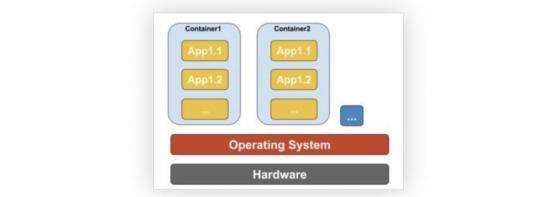 Container1
App1.1
App1.2
...
Container2
App1.1
App1.2
...
...
Operating System
Hardware